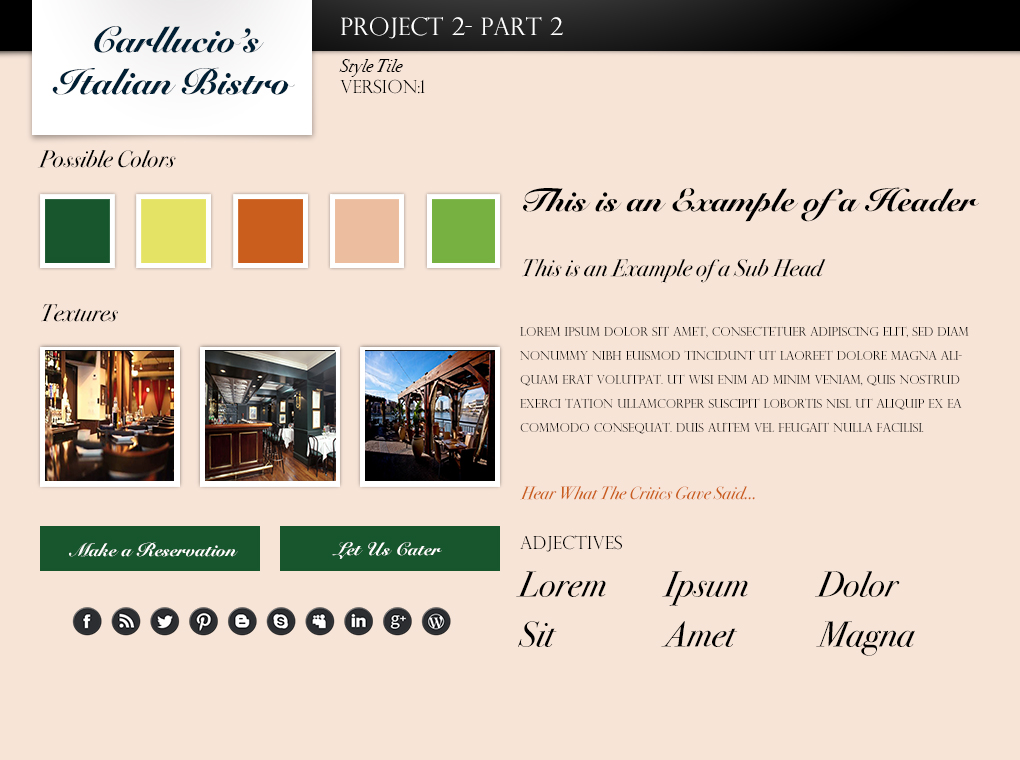 Carllucio's
Italian Bistro
PROJECT 2- PART 2
Style Tile
VERSION:1
Possible Colors
Textures
Make a Reservation
Let Us Cater
This is an Example of a Header
This is an Example of a Sub Head
LOREM IPSUM DOLOR SIT AMET, CONSECTETUER ADIPISCING ELIT, SED DIAM
NONUMMY NIBH EUISMOD TINCIDUNT UT LAOREET DOLORE MAGNA ALI-
QUAM ERAT VOLUTPAT. UT WISI ENIM AD MINIM VENIAM, QUIS NOSTRUD
EXERCI TATION ULLAMCORPER SUSCIPIT LOBORTIS NISL UT ALIQUIP EX EA
COMMODO CONSEQUAT. DUIS AUTEM VEL FEUGAIT NULLA FACILISI.
Hear What The Critics Gave Said...
ADJECTIVES
Lorem Ipsum Dolor
Sit Amet Magna